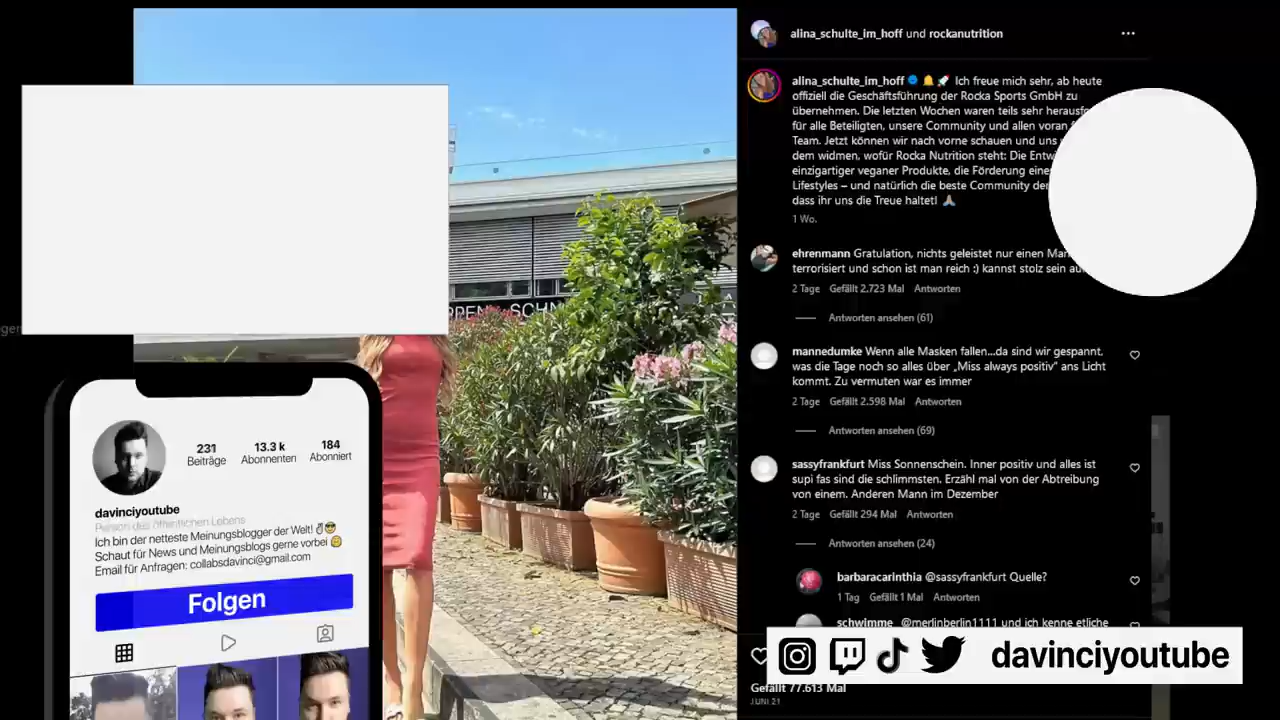 alina_schulte_im_hoff und rockanutrition
alina_schulte_im_hoff 🔔🚀 Ich freue mich sehr, ab heute
offiziell die Geschäftsführung der Rocka Sports GmbH zu
übernehmen. Die letzten Wochen waren teils sehr
für alle Beteiligten, unsere Community und allen voran
Team. Jetzt können wir nach vorne schauen und uns
dem widmen, wofür Rocka Nutrition steht: Die
einzigartiger veganer Produkte, die Förderung
Lifestyles – und natürlich die beste Community
dass ihr uns die Treue haltet! 🙏🏽
1 Wo.
ehrenmann Gratulation, nichts geleistet nur einen
terrorisiert und schon ist man reich :) kannst stolz sein
2 Tage Gefällt 2.723 Mal Antworten
Antworten ansehen (61)
mannedumke Wenn alle Masken fallen...da sind wir gespannt,
was die Tage noch so alles über „Miss always positiv“ ans Licht
kommt. Zu vermuten war es immer
2 Tage Gefällt 2.598 Mal Antworten
Antworten ansehen (69)
sassyfrankfurt Miss Sonnenschein. Inner positiv und alles ist
supi fas sind die schlimmsten. Erzähl mal von der Abtreibung
von einem. Anderen Mann im Dezember
2 Tage Gefällt 294 Mal Antworten
Antworten ansehen (24)
barbaracarinthia @sassyfrankfurt Quelle?
1 Tag Gefällt 1 Mal Antworten
schwimme_ @merlinberlin1111 und ich kenne etliche
Gefällt 77.613 Mal
JUNI 21
davinciyoutube
231 13.3 k 184
Beiträge Abonnenten Abonniert
davinciyoutube
Person des öffentlichen Lebens
Ich bin der netteste Meinungsblogger der Welt! ✌😎
Schaut für News und Meinungsblogs gerne vorbei 😊
Email für Anfragen: collabsdavinci@gmail.com
Folgen